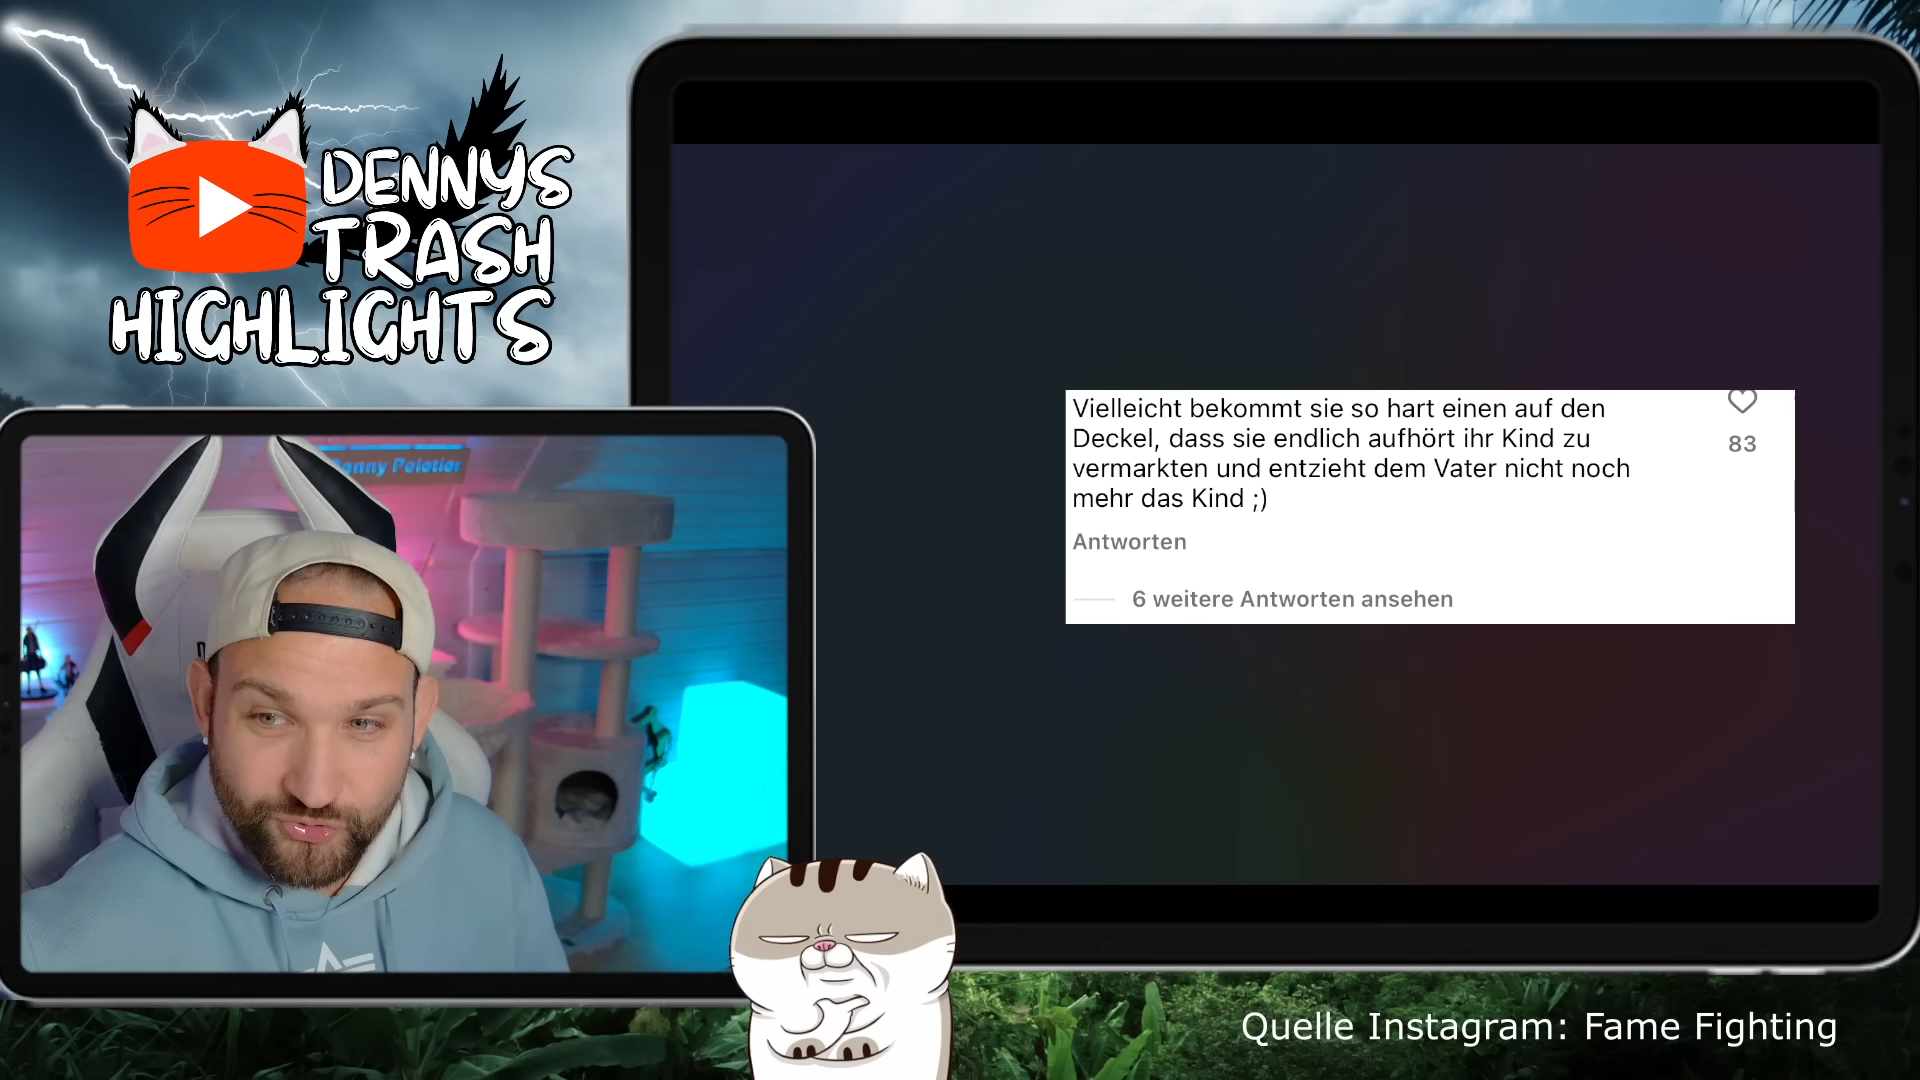 DENNYS
TRASH
HIGHLIGHTS
Denny Pelotier
Vielleicht bekommt sie so hart einen auf den
Deckel, dass sie endlich aufhört ihr Kind zu
vermarkten und entzieht dem Vater nicht noch
mehr das Kind ;)
83
Antworten
6 weitere Antworten ansehen
Quelle Instagram: Fame Fighting